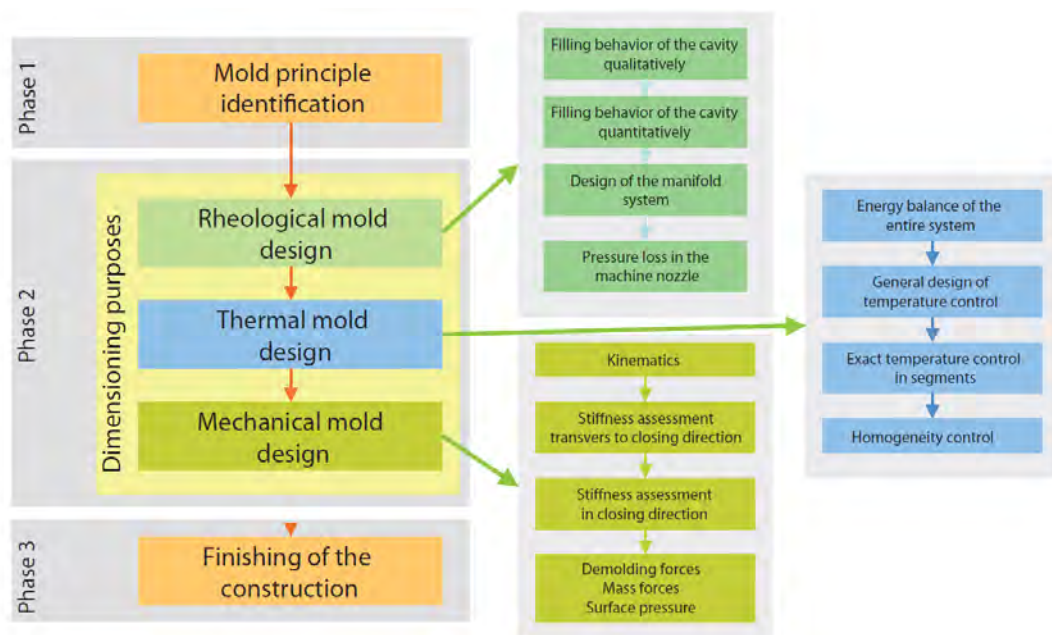 Phase 1
Mold principle
identification
Phase 2
Dimensioning purposes
Rheological mold
design
Thermal mold
design
Mechanical mold
design
Phase 3
Finishing of the
construction
Filling behavior of the cavity
qualitatively
Filling behavior of the cavity
quantitatively
Design of the manifold
system
Pressure loss in the
machine nozzle
Kinematics
Stiffness assessment
transvers to closing direction
Stiffness assessment
in closing direction
Demolding forces
Mass forces
Surface pressure
Energy balance of the
entire system
General design of
temperature control
Exact temperature control
in segments
Homogeneity control